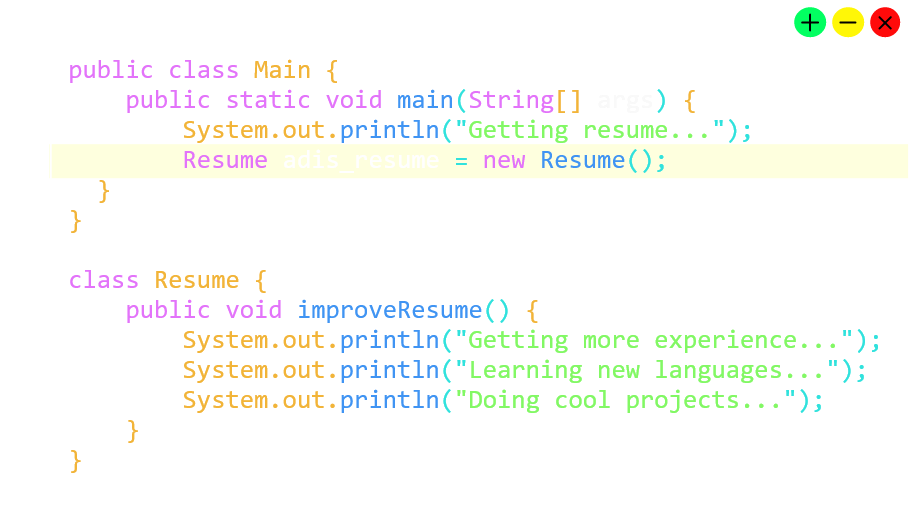 public class Main {
public static void main(String[] args) {
System.out.println("Getting resume...");
Resume adis_resume = new Resume();
}
}
class Resume {
public void improveResume() {
System.out.println("Getting more experience...");
System.out.println("Learning new languages...");
System.out.println("Doing cool projects...");
}
}